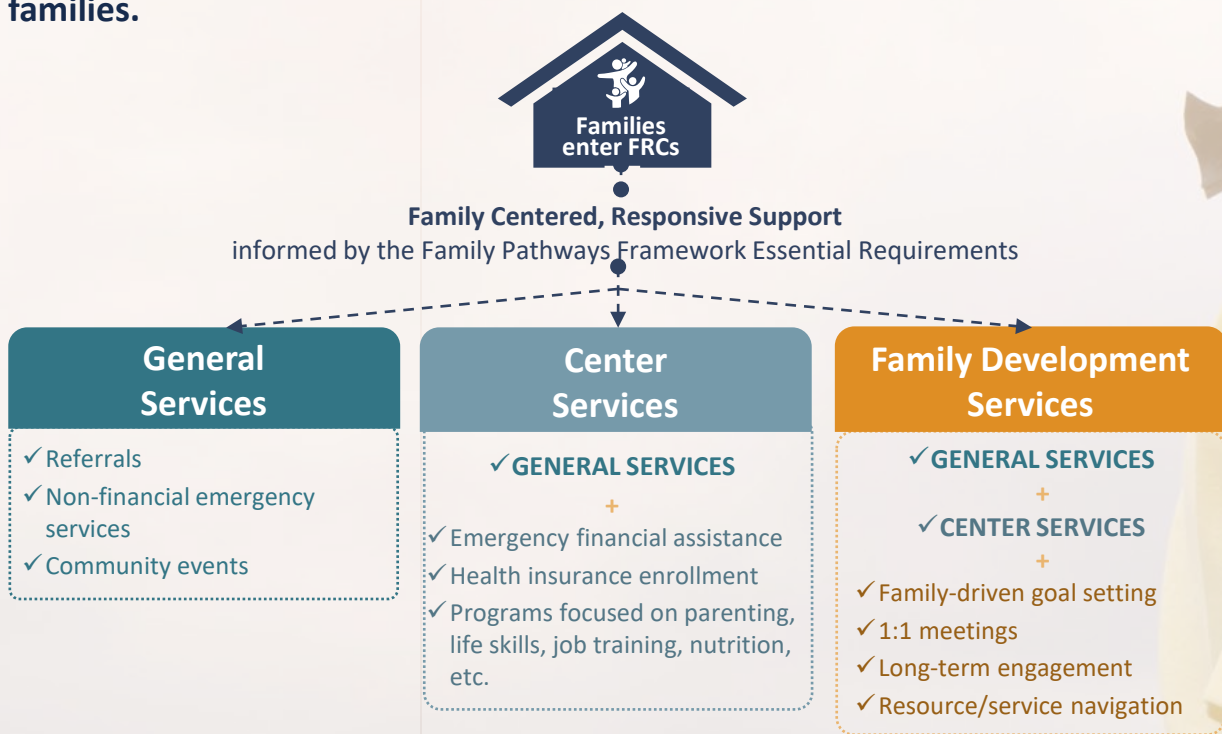 families.
Families
enter FRCs
Family Centered, Responsive Support
informed by the Family Pathways Framework Essential Requirements
General
Services
✓Referrals
✓Non-financial emergency
services
✓Community events
Center
Services
✓GENERAL SERVICES
+
✓Emergency financial assistance
✓Health insurance enrollment
✓Programs focused on parenting,
life skills, job training, nutrition,
etc.
Family Development
Services
✓GENERAL SERVICES
+
✓CENTER SERVICES
+
✓Family-driven goal setting
✓1:1 meetings
✓Long-term engagement
✓Resource/service navigation